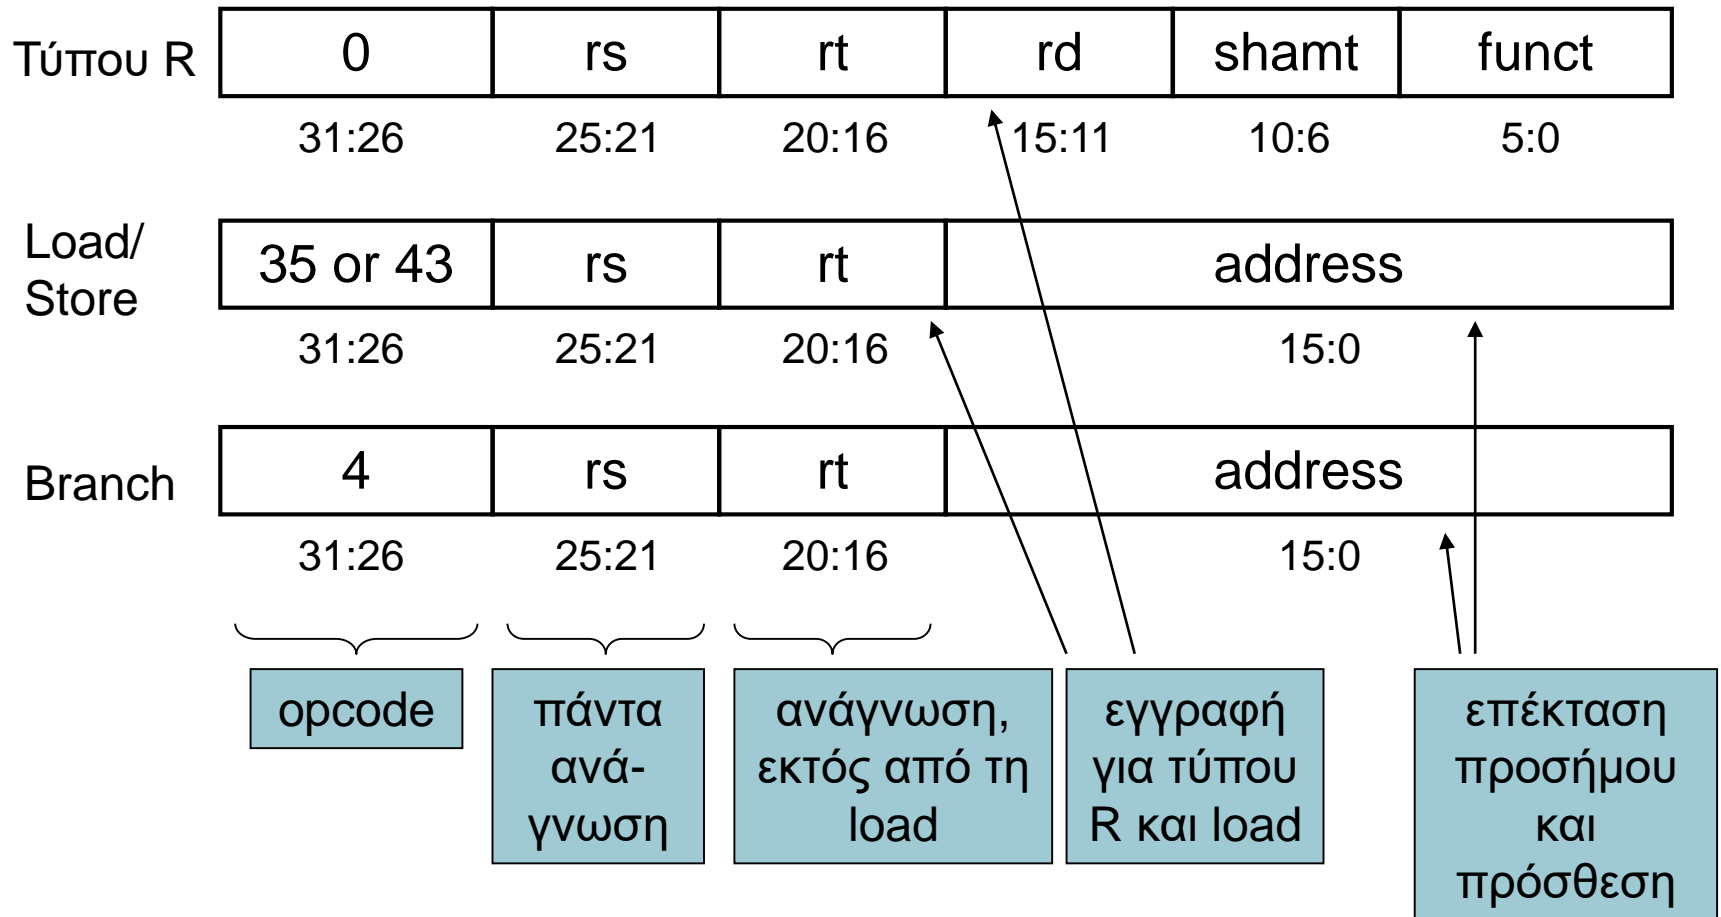 Τύπου R 0 rs rt rd shamt funct
31:26 25:21 20:16 15:11 10:6 5:0
Load/
Store
35 or 43 rs rt address
31:26 25:21 20:16 15:0
Branch 4 rs rt address
31:26 25:21 20:16 15:0
opcode
πάντα
ανά-
γνωση
ανάγνωση,
εκτός από τη
load
εγγραφή
για τύπου
R και load
επέκταση
προσήμου
και
πρόσθεση